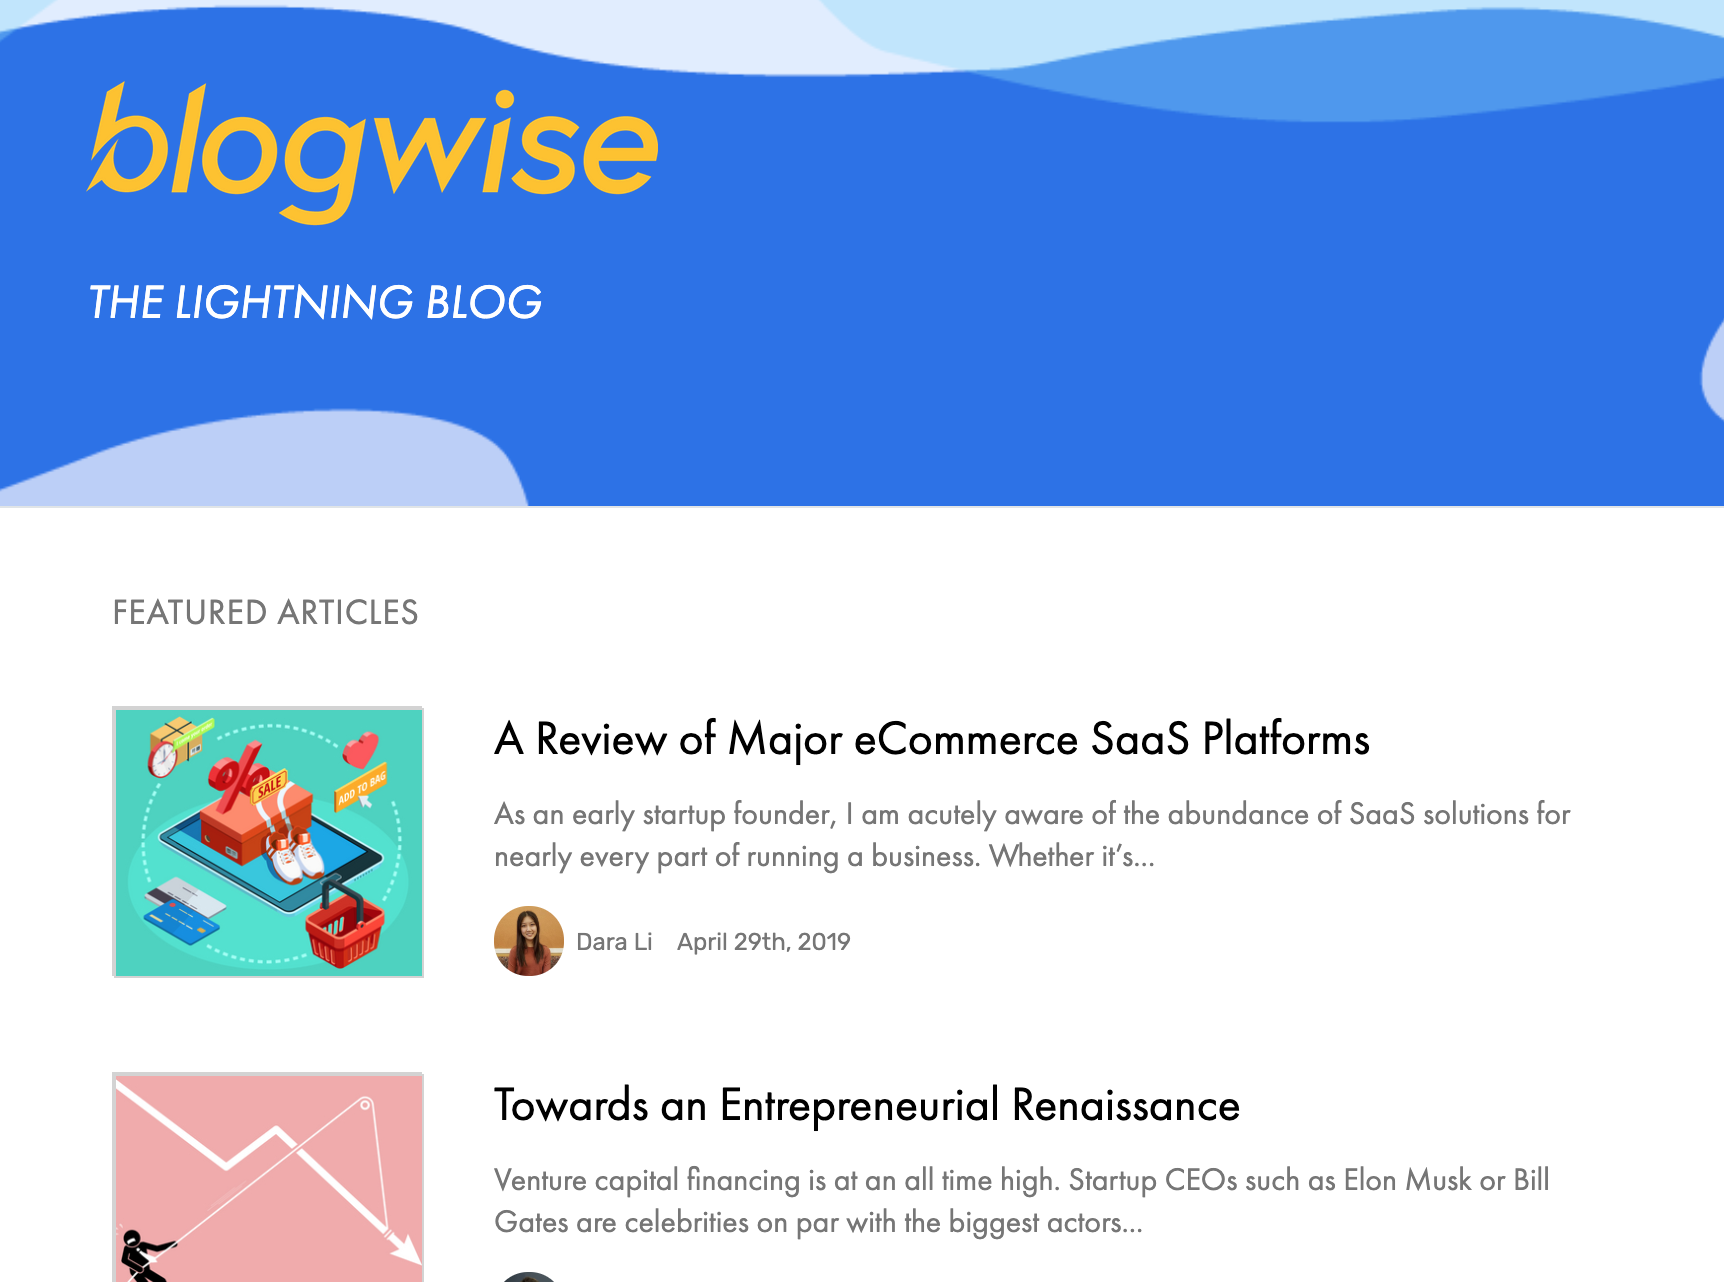 blogwise
THE LIGHTNING BLOG
FEATURED ARTICLES
SALE
ADD TO BAG
A Review of Major eCommerce SaaS Platforms
As an early startup founder, I am acutely aware of the abundance of SaaS solutions for
nearly every part of running a business. Whether it’s...
Dara Li April 29th, 2019
Towards an Entrepreneurial Renaissance
Venture capital financing is at an all time high. Startup CEOs such as Elon Musk or Bill
Gates are celebrities on par with the biggest actors...